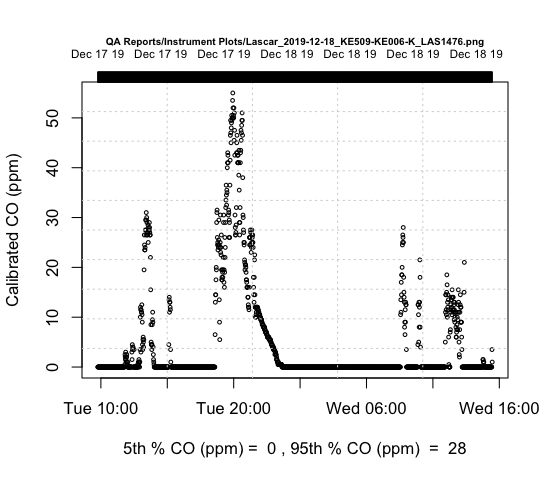 QA Reports/Instrument Plots/Lascar_2019-12-18_KE509-KE006-K_LAS1476.png
Dec 17 19 Dec 17 19 Dec 17 19 Dec 18 19 Dec 18 19 Dec 18 19
Calibrated CO (ppm)
50
40
30
20
10
0
Tue 10:00 Tue 20:00 Wed 06:00 Wed 16:00
5th % CO (ppm) = 0 , 95th % CO (ppm) = 28